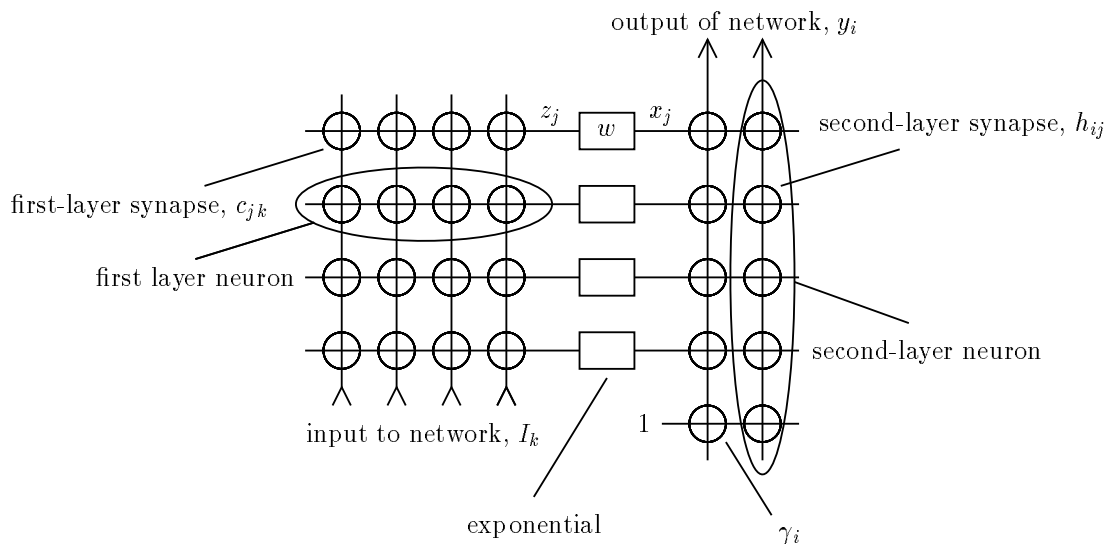 output of network, y_i
z_j w x_j
second-layer synapse, h_ij
first-layer synapse, c_jk
first layer neuron
second-layer neuron
input to network, I_k
1
exponential
γ_i